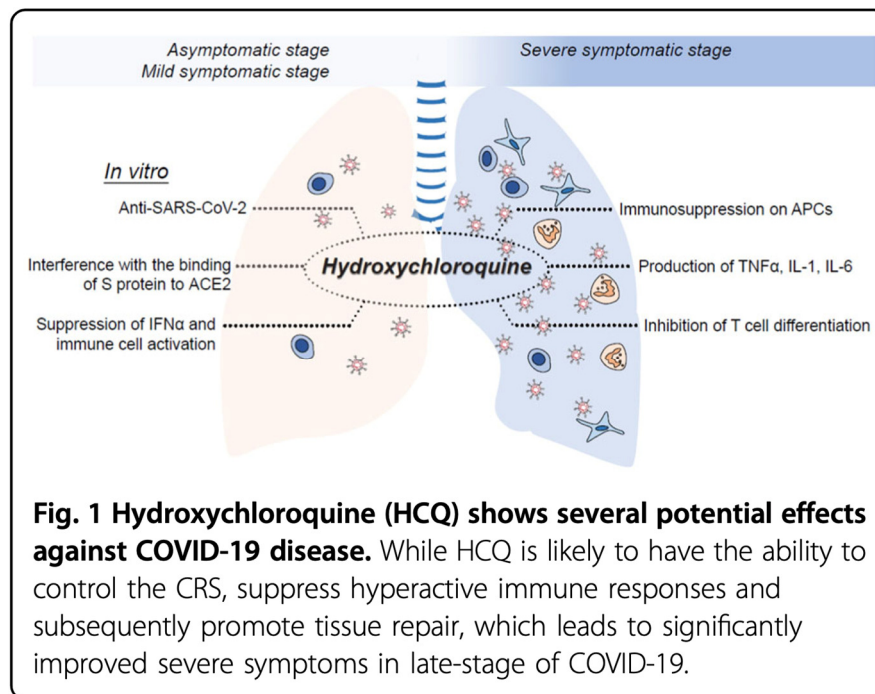 Asymptomatic stage
Mild symptomatic stage
Severe symptomatic stage
In vitro
Anti-SARS-CoV-2
Interference with the binding
of S protein to ACE2
Suppression of IFNα and
immune cell activation
Hydroxychloroquine
Immunosuppression on APCs
Production of TNFα, IL-1, IL-6
Inhibition of T cell differentiation
Fig. 1 Hydroxychloroquine (HCQ) shows several potential effects
against COVID-19 disease. While HCQ is likely to have the ability to
control the CRS, suppress hyperactive immune responses and
subsequently promote tissue repair, which leads to significantly
improved severe symptoms in late-stage of COVID-19.